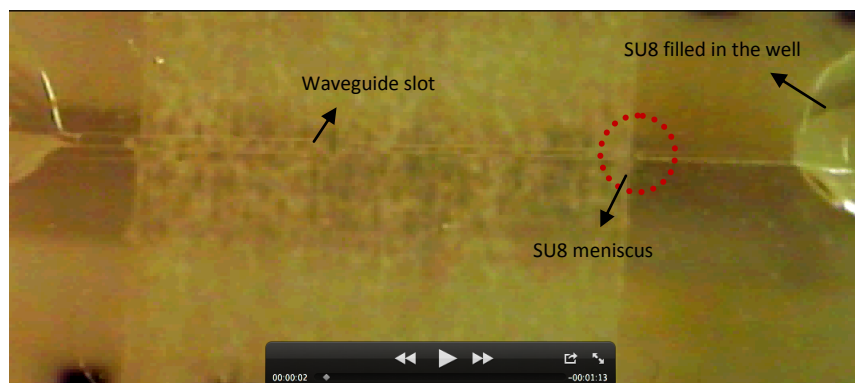 SU8 filled in the well
Waveguide slot
SU8 meniscus
00:00:02
-00:01:13